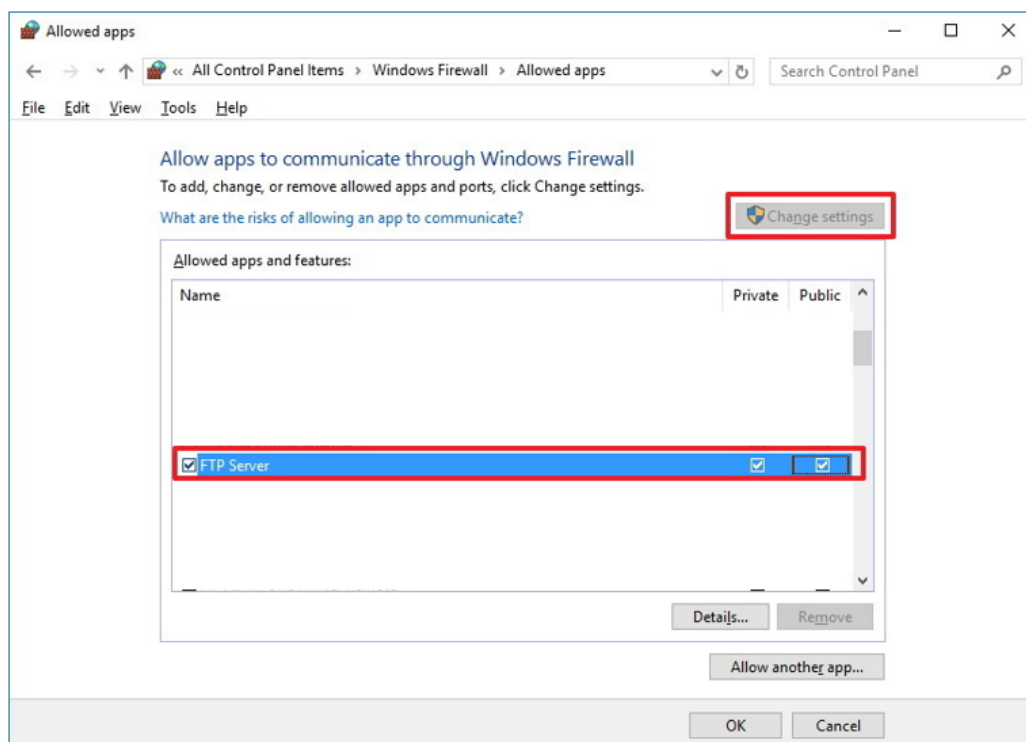 Allowed apps
« All Control Panel Items > Windows Firewall > Allowed apps
Search Control Panel
File Edit View Tools Help
Allow apps to communicate through Windows Firewall
To add, change, or remove allowed apps and ports, click Change settings.
What are the risks of allowing an app to communicate?
Change settings
Allowed apps and features:
Name Private Public
FTP Server
Details... Remove
Allow another app...
OK Cancel